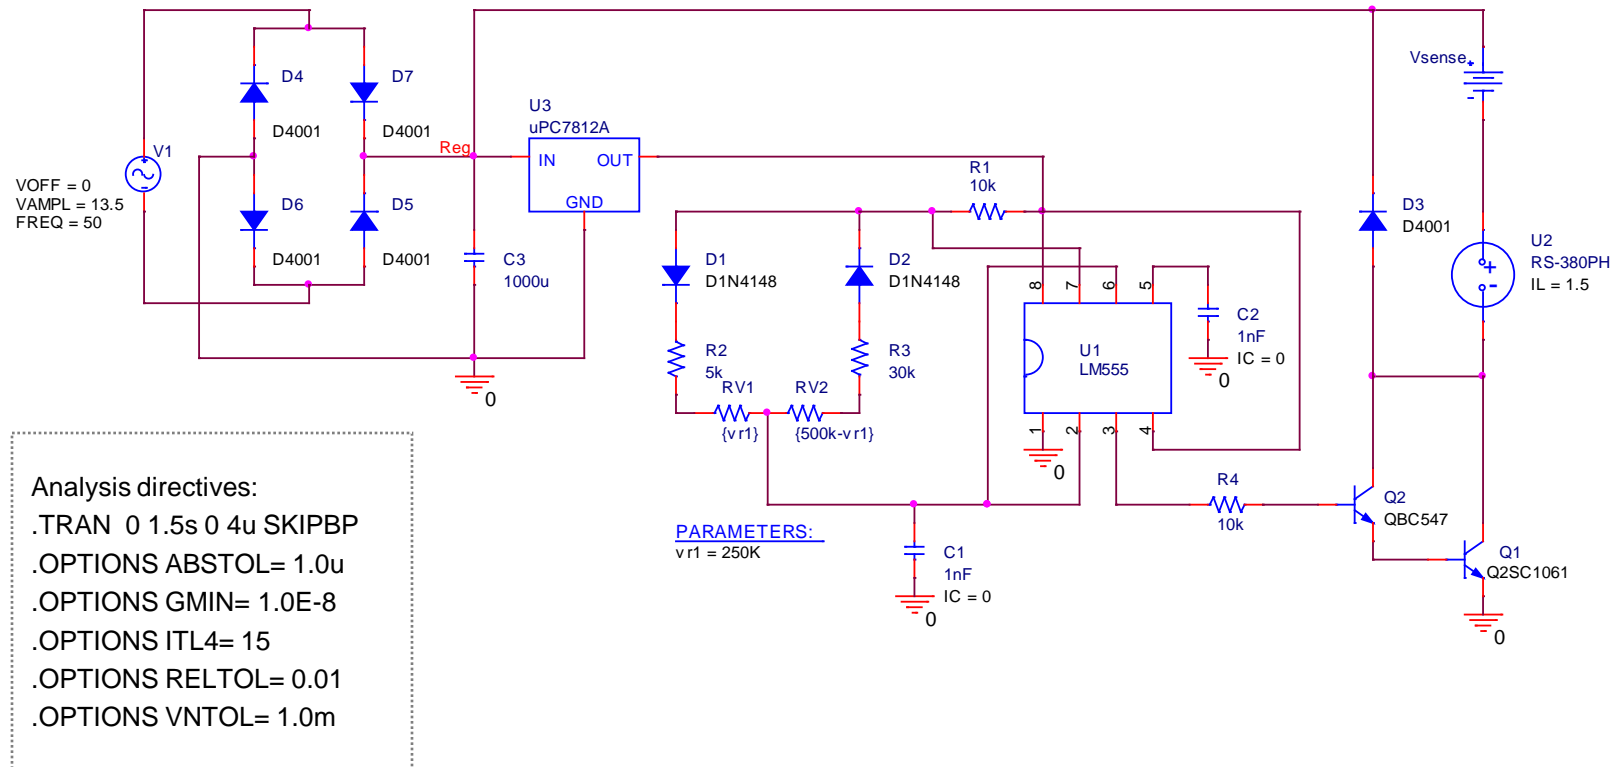 V1
VOFF = 0
VAMPL = 13.5
FREQ = 50
D4
D4001
D7
D4001
D6
D4001
D5
D4001
Reg
U3
uPC7812A
IN
OUT
GND
C3
1000u
0
R1
10k
D1
D1N4148
D2
D1N4148
R2
5k
R3
30k
RV1
{vr1}
RV2
{500k-vr1}
8
7
6
5
U1
LM555
1
2
3
4
0
C2
1nF
IC = 0
0
D3
D4001
Vsense
+
-
U2
RS-380PH
IL = 1.5
+
-
R4
10k
Q2
QBC547
Q1
Q2SC1061
0
PARAMETERS:
vr1 = 250K
C1
1nF
IC = 0
0
Analysis directives:
.TRAN 0 1.5s 0 4u SKIPBP
.OPTIONS ABSTOL= 1.0u
.OPTIONS GMIN= 1.0E-8
.OPTIONS ITL4= 15
.OPTIONS RELTOL= 0.01
.OPTIONS VNTOL= 1.0m